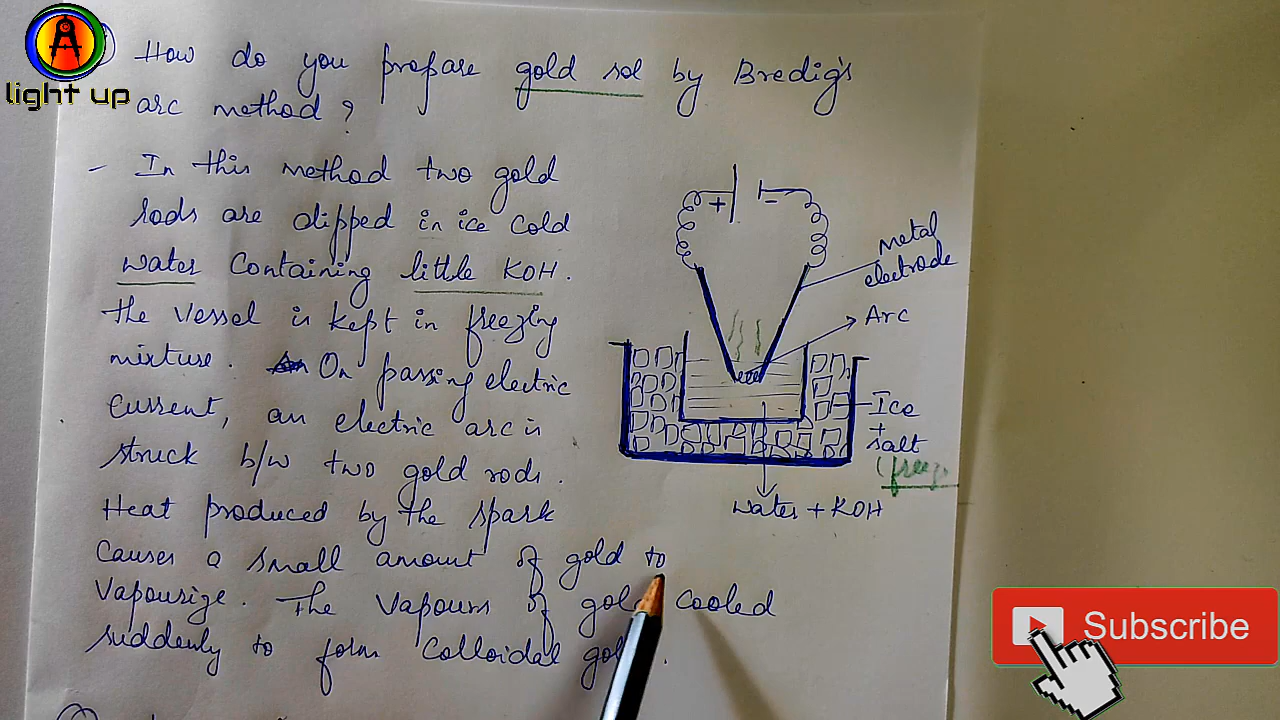 light up
How do you prepare gold sol by Bredig's
arc method?
- In this method two gold
rods are dipped in ice cold
water containing little KOH.
the vessel is kept in freezing
mixture. On passing electric
current, an electric arc is
struck b/w two gold rods.
Heat produced by the spark
causes a small amount of gold to
vapourize. The vapours of gold cooled
suddenly to form colloidal gold.
+ -
metal
electrode
Arc
Ice
+
salt
Water + KOH
Subscribe